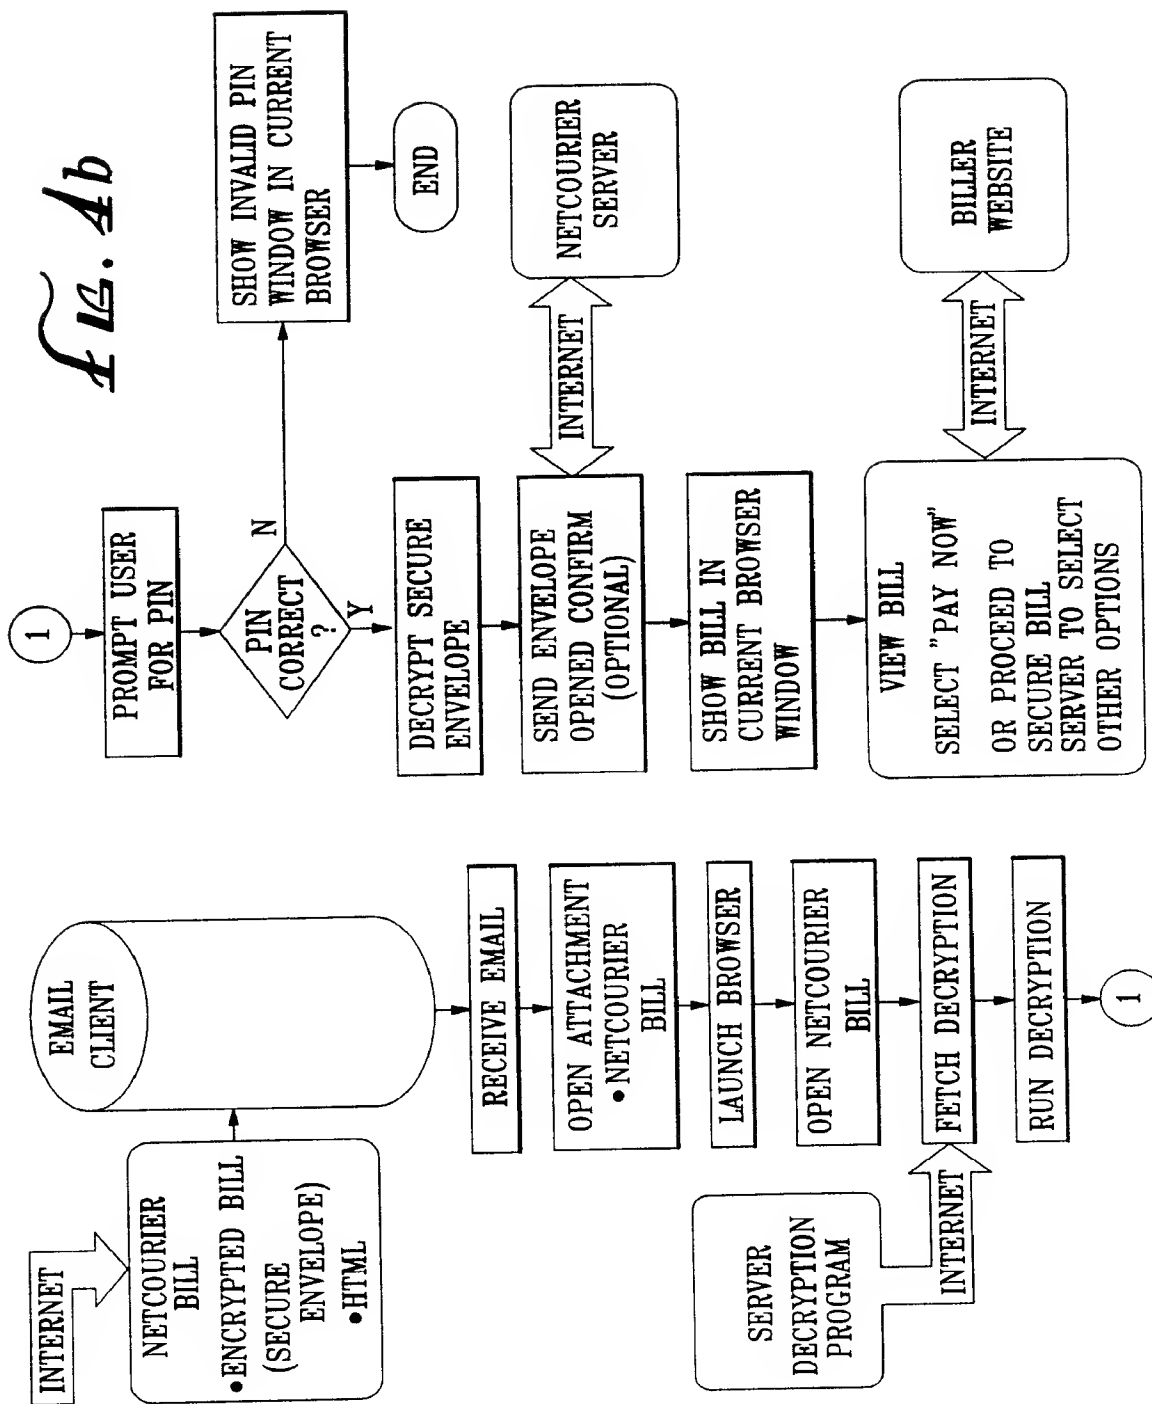 fig. 4b
INTERNET
NETCOURIER
BILL
•ENCRYPTED BILL
(SECURE
ENVELOPE)
•HTML
EMAIL
CLIENT
RECEIVE EMAIL
OPEN ATTACHMENT
•NETCOURIER
BILL
LAUNCH BROWSER
OPEN NETCOURIER
BILL
SERVER
DECRYPTION
PROGRAM
INTERNET
FETCH DECRYPTION
RUN DECRYPTION
1
1
PROMPT USER
FOR PIN
PIN
CORRECT
?
N
Y
SHOW INVALID PIN
WINDOW IN CURRENT
BROWSER
END
DECRYPT SECURE
ENVELOPE
SEND ENVELOPE
OPENED CONFIRM
(OPTIONAL)
INTERNET
NETCOURIER
SERVER
SHOW BILL IN
CURRENT BROWSER
WINDOW
VIEW BILL
SELECT "PAY NOW"
OR PROCEED TO
SECURE BILL
SERVER TO SELECT
OTHER OPTIONS
INTERNET
BILLER
WEBSITE